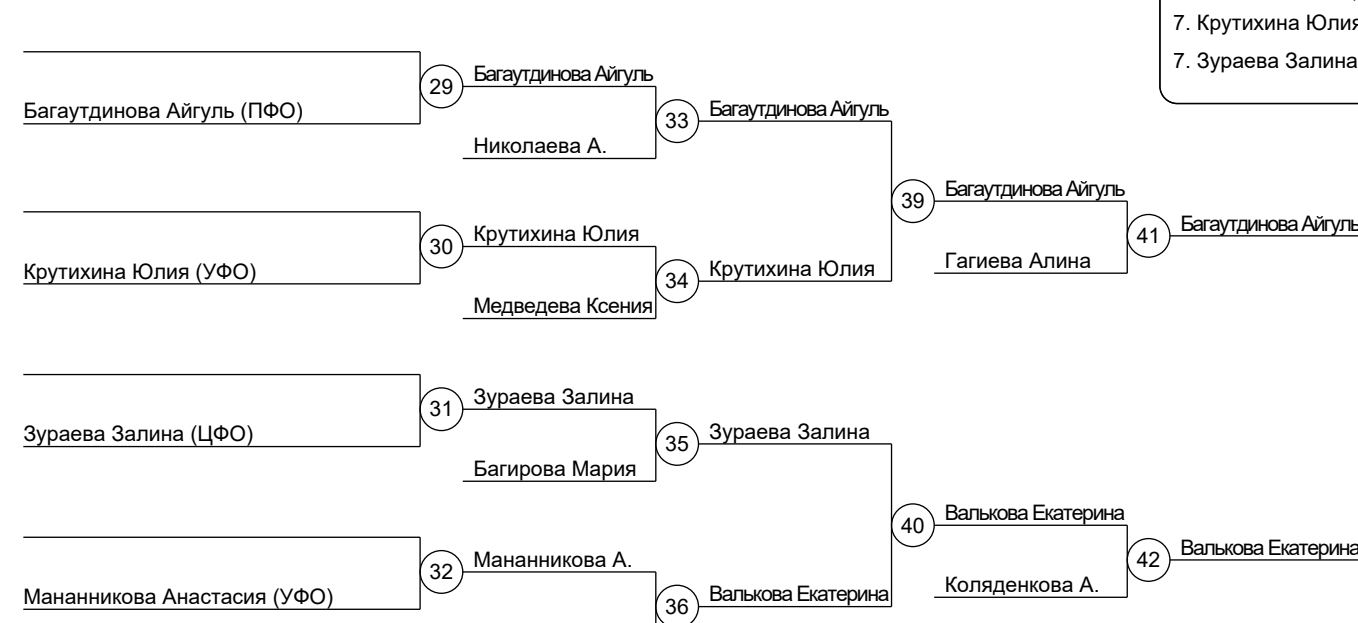 7. Крутихина Юлия
7. Зураева Залина
Багаутдинова Айгуль (ПФО)
29
Багаутдинова Айгуль
Николаева А.
33
Багаутдинова Айгуль
Крутихина Юлия (УФО)
30
Крутихина Юлия
Медведева Ксения
34
Крутихина Юлия
39
Багаутдинова Айгуль
Гагиева Алина
41
Багаутдинова Айгуль
Зураева Залина (ЦФО)
31
Зураева Залина
Багирова Мария
35
Зураева Залина
Мананникова Анастасия (УФО)
32
Мананникова А.
36
Валькова Екатерина
40
Валькова Екатерина
Коляденкова А.
42
Валькова Екатерина